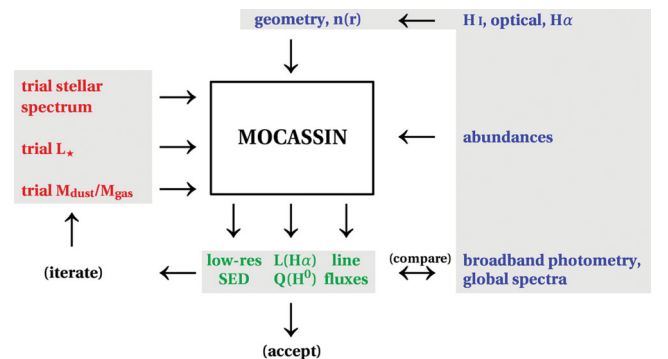 geometry, n(r)
H I, optical, Hα
trial stellar
spectrum
trial L⋆
trial Mdust/Mgas
MOCASSIN
abundances
(iterate)
low-res
SED
L(Hα)
Q(H⁰)
line
fluxes
(compare)
broadband photometry,
global spectra
(accept)